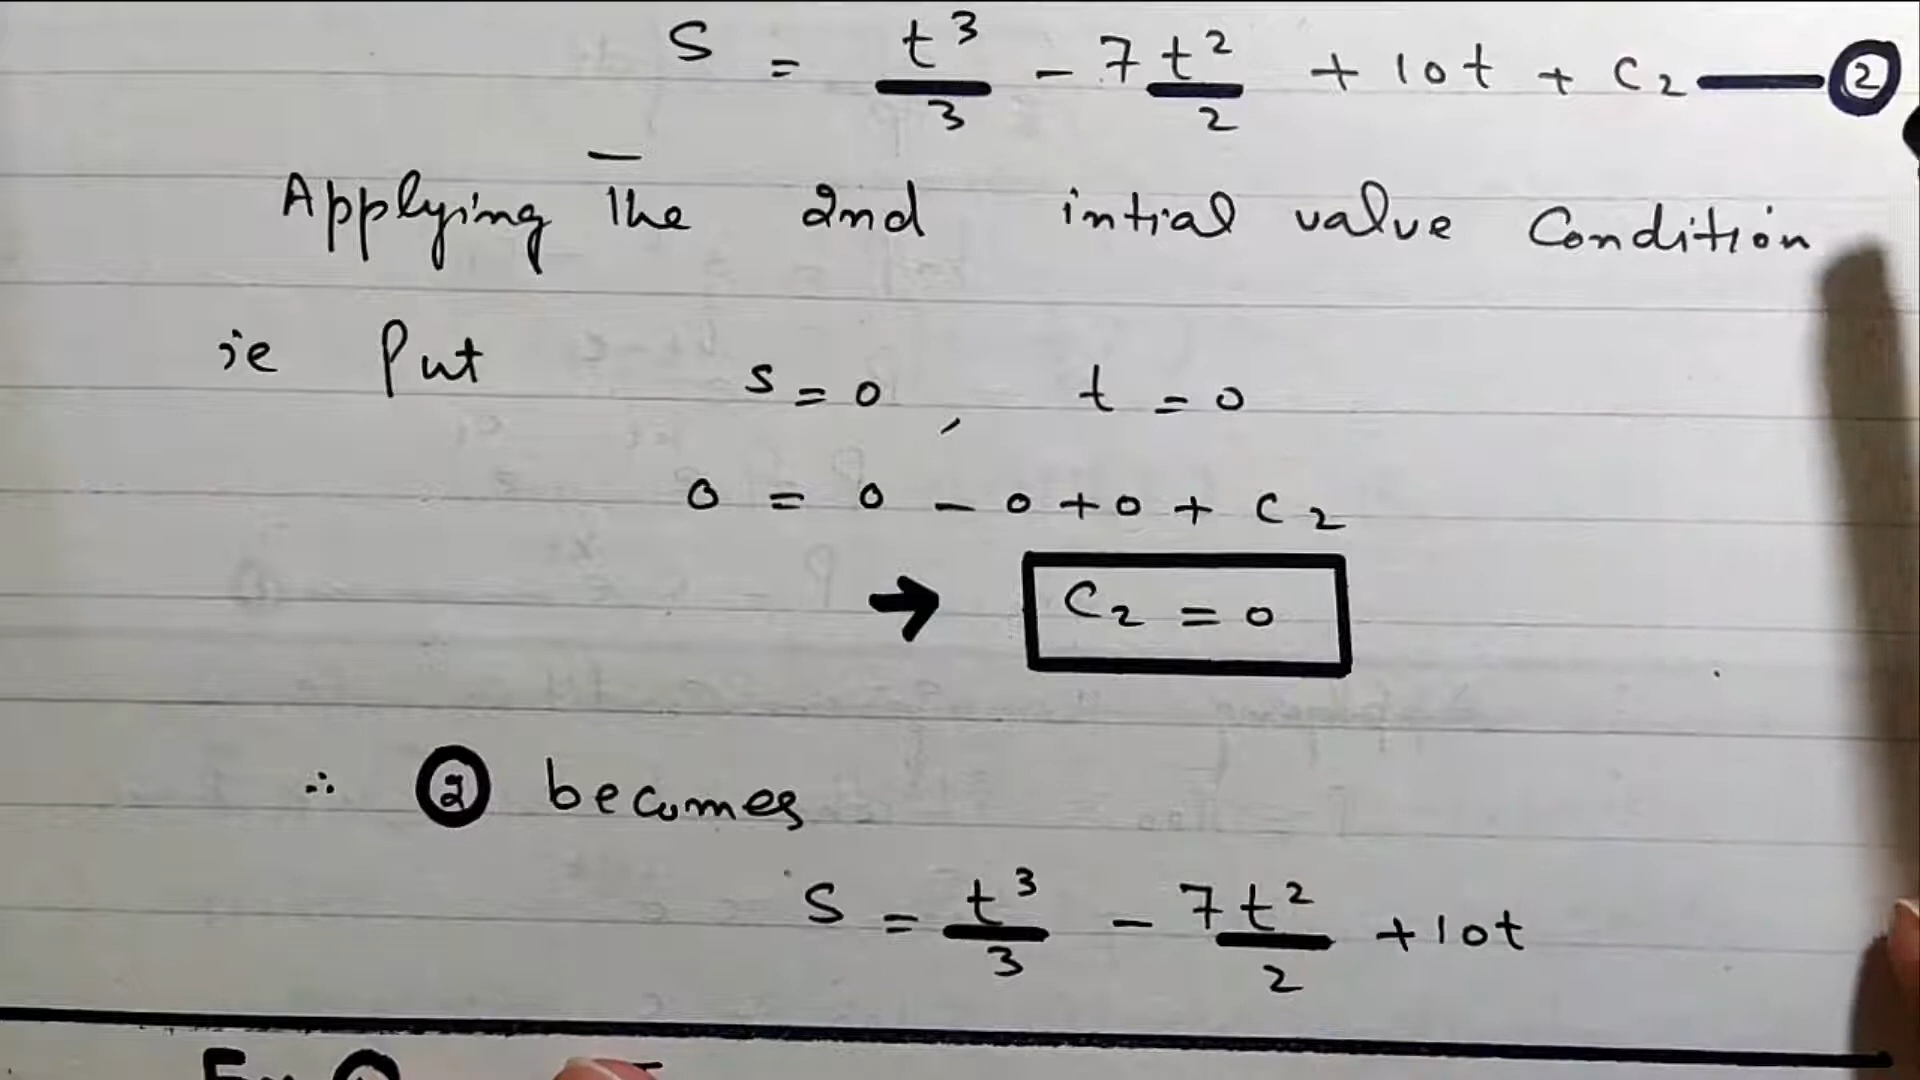 S = t³/3 - 7t²/2 + 10t + C₂ — ②
Applying the 2nd intial value Condition
ie Put s = 0, t = 0
0 = 0 - 0 + 0 + C₂
→ C₂ = 0
∴ ② becomes
S = t³/3 - 7t²/2 + 10t